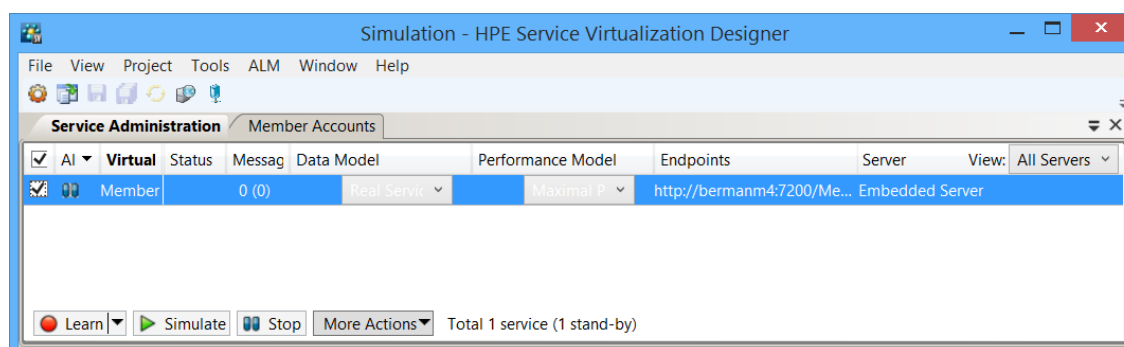 Simulation - HPE Service Virtualization Designer
File View Project Tools ALM Window Help
Service Administration Member Accounts
Al Virtual Status Messag Data Model Performance Model Endpoints Server View: All Servers
Member 0 (0) Real Servic Maximal P http://bermanm4:7200/Me... Embedded Server
Learn Simulate Stop More Actions Total 1 service (1 stand-by)